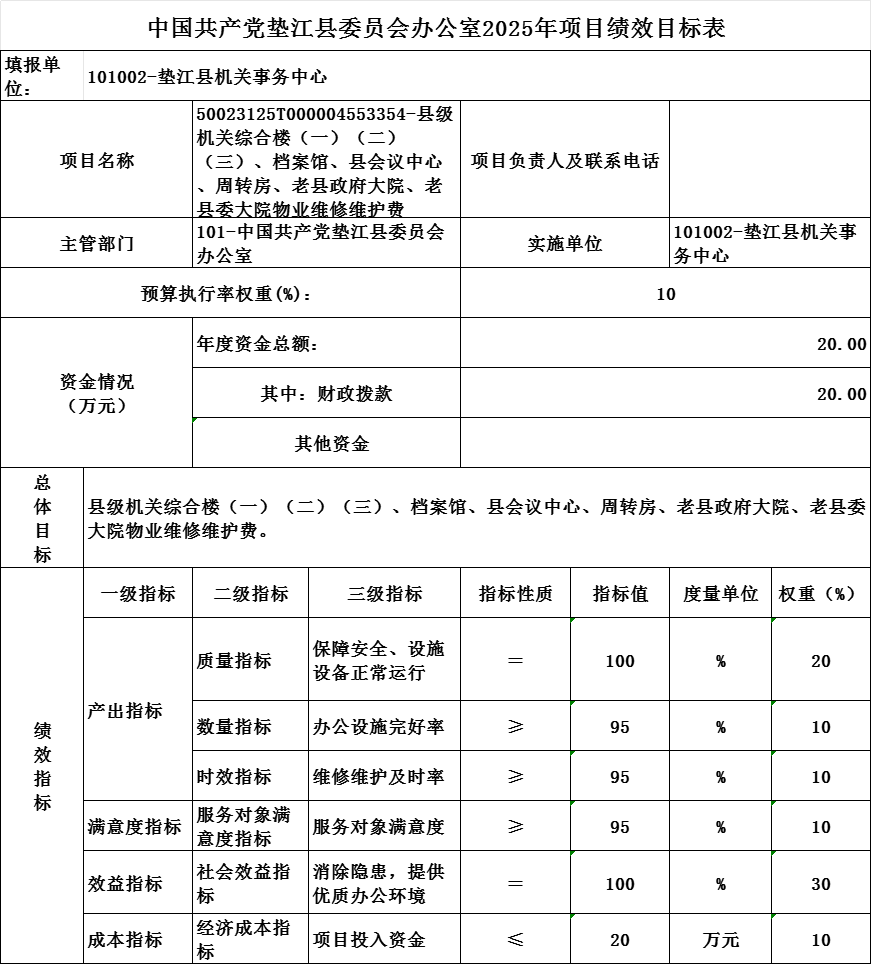 中国共产党垫江县委员会办公室2025年项目绩效目标表
填报单
位：
101002-垫江县机关事务中心
项目名称
50023125T000004553354-县级
机关综合楼（一）（二）
（三）、档案馆、县会议中心
、周转房、老县政府大院、老
县委大院物业维修维护费
项目负责人及联系电话
主管部门
101-中国共产党垫江县委员会
办公室
实施单位
101002-垫江县机关事
务中心
预算执行率权重(%)：
10
资金情况
（万元）
年度资金总额：
20.00
其中：财政拨款
20.00
其他资金
总
体
目
标
县级机关综合楼（一）（二）（三）、档案馆、县会议中心、周转房、老县政府大院、老县委
大院物业维修维护费。
绩
效
指
标
一级指标 二级指标 三级指标 指标性质 指标值 度量单位 权重（%）
产出指标
质量指标
保障安全、设施
设备正常运行
＝ 100 % 20
数量指标 办公设施完好率 ≥ 95 % 10
时效指标 维修维护及时率 ≥ 95 % 10
满意度指标
服务对象满
意度指标
服务对象满意度 ≥ 95 % 10
效益指标
社会效益指
标
消除隐患，提供
优质办公环境
＝ 100 % 30
成本指标
经济成本指
标
项目投入资金 ≤ 20 万元 10